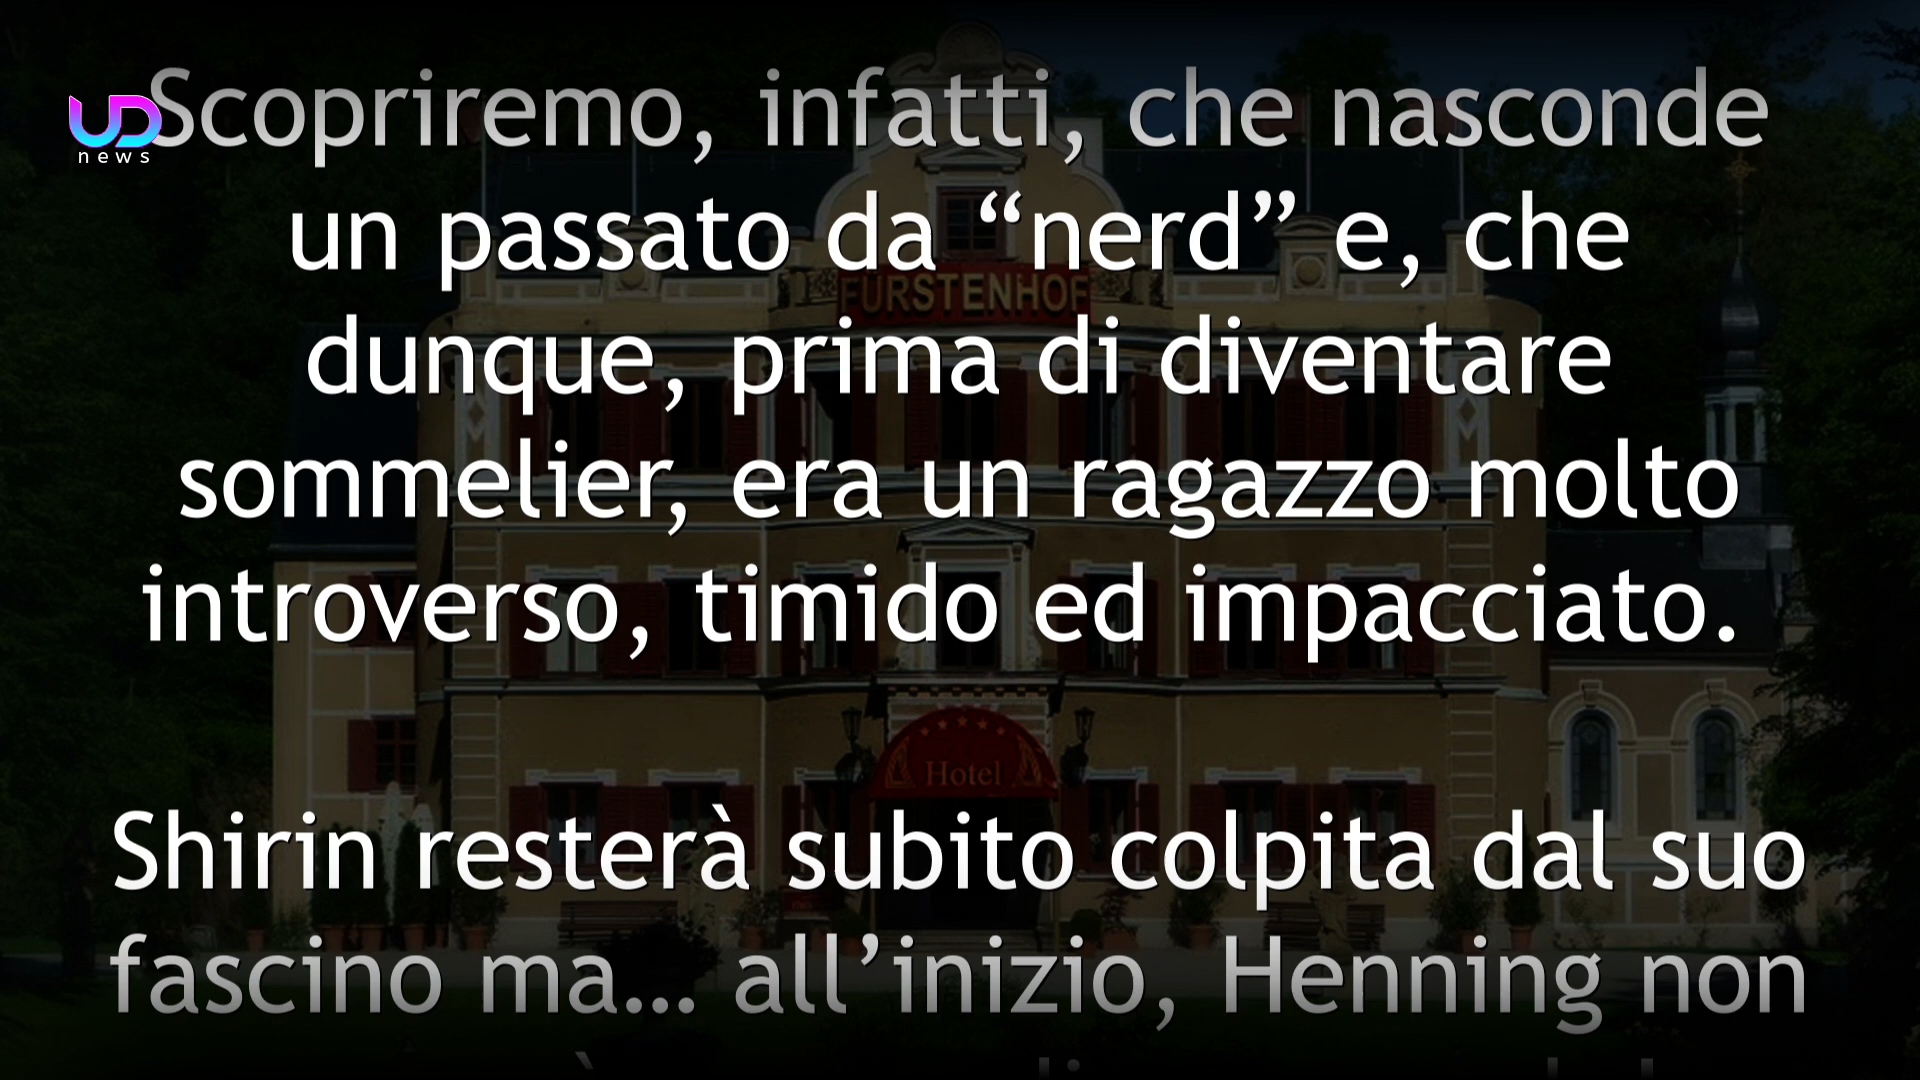 UD
news
Scopriremo, infatti, che nasconde
un passato da “nerd” e, che
FÜRSTENHOF
dunque, prima di diventare
sommelier, era un ragazzo molto
introverso, timido ed impacciato.
Hotel
Shirin resterà subito colpita dal suo
fascino ma... all’inizio, Henning non